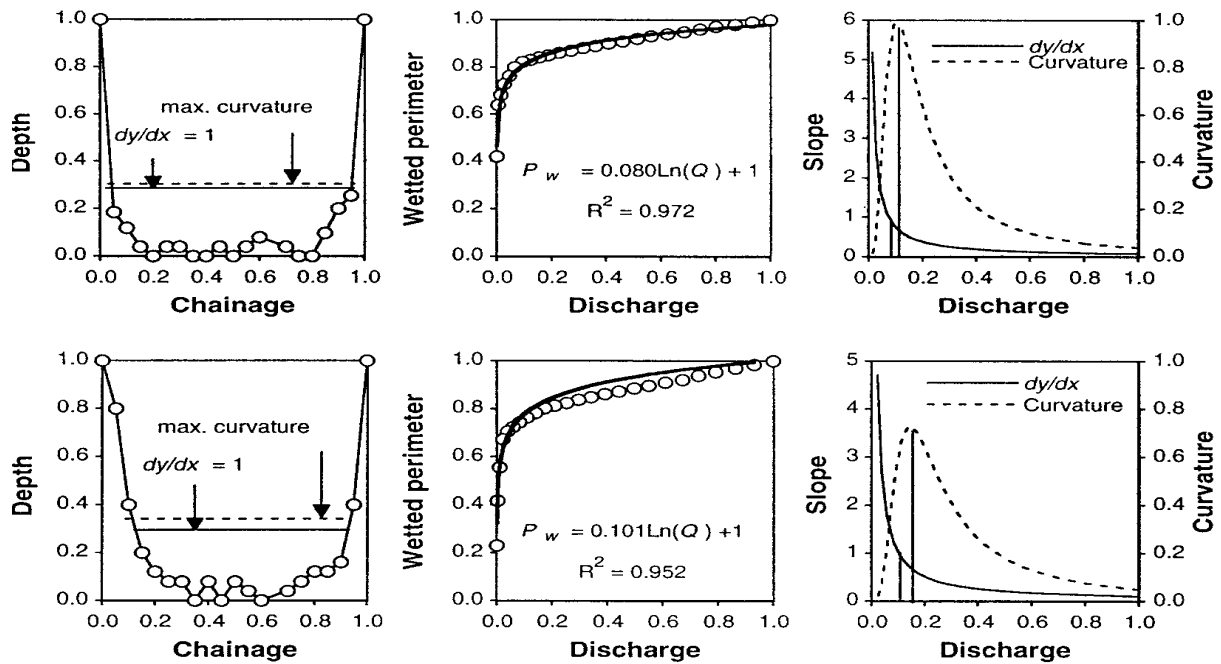 1.0
0.8
0.6
0.4
0.2
0.0
Depth
max. curvature
dy/dx = 1
0.0 0.2 0.4 0.6 0.8 1.0
Chainage
1.0
0.8
0.6
0.4
0.2
0.0
Wetted perimeter
P w = 0.080Ln(Q) + 1
R² = 0.972
0.0 0.2 0.4 0.6 0.8 1.0
Discharge
6
5
4
3
2
1
0
Slope
dy/dx
Curvature
1.0
0.8
0.6
0.4
0.2
0.0
Curvature
0.0 0.2 0.4 0.6 0.8 1.0
Discharge
1.0
0.8
0.6
0.4
0.2
0.0
Depth
max. curvature
dy/dx = 1
0.0 0.2 0.4 0.6 0.8 1.0
Chainage
1.0
0.8
0.6
0.4
0.2
0.0
Wetted perimeter
P w = 0.101Ln(Q) +1
R² = 0.952
0.0 0.2 0.4 0.6 0.8 1.0
Discharge
5
4
3
2
1
0
Slope
dy/dx
Curvature
1.0
0.8
0.6
0.4
0.2
0.0
Curvature
0.0 0.2 0.4 0.6 0.8 1.0
Discharge